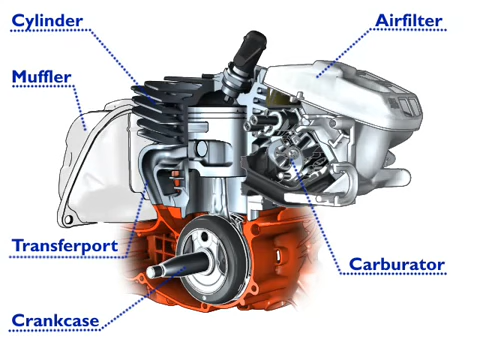 Cylinder
Airfilter
Muffler
Transferport
Carburator
Crankcase